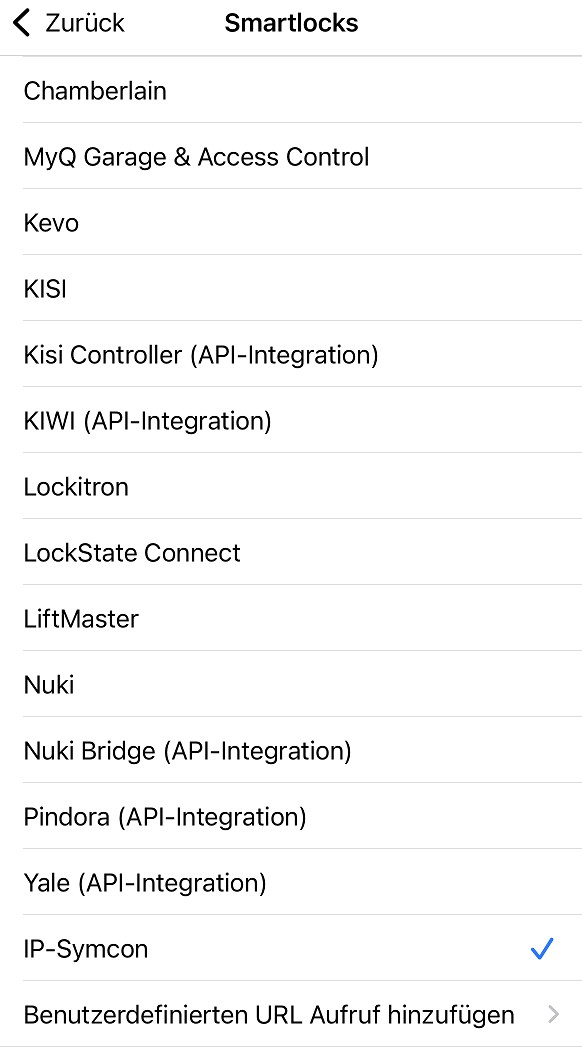 Zurück
Smartlocks
Chamberlain
MyQ Garage & Access Control
Kevo
KISI
Kisi Controller (API-Integration)
KIWI (API-Integration)
Lockitron
LockState Connect
LiftMaster
Nuki
Nuki Bridge (API-Integration)
Pindora (API-Integration)
Yale (API-Integration)
IP-Symcon
Benutzerdefinierten URL Aufruf hinzufügen